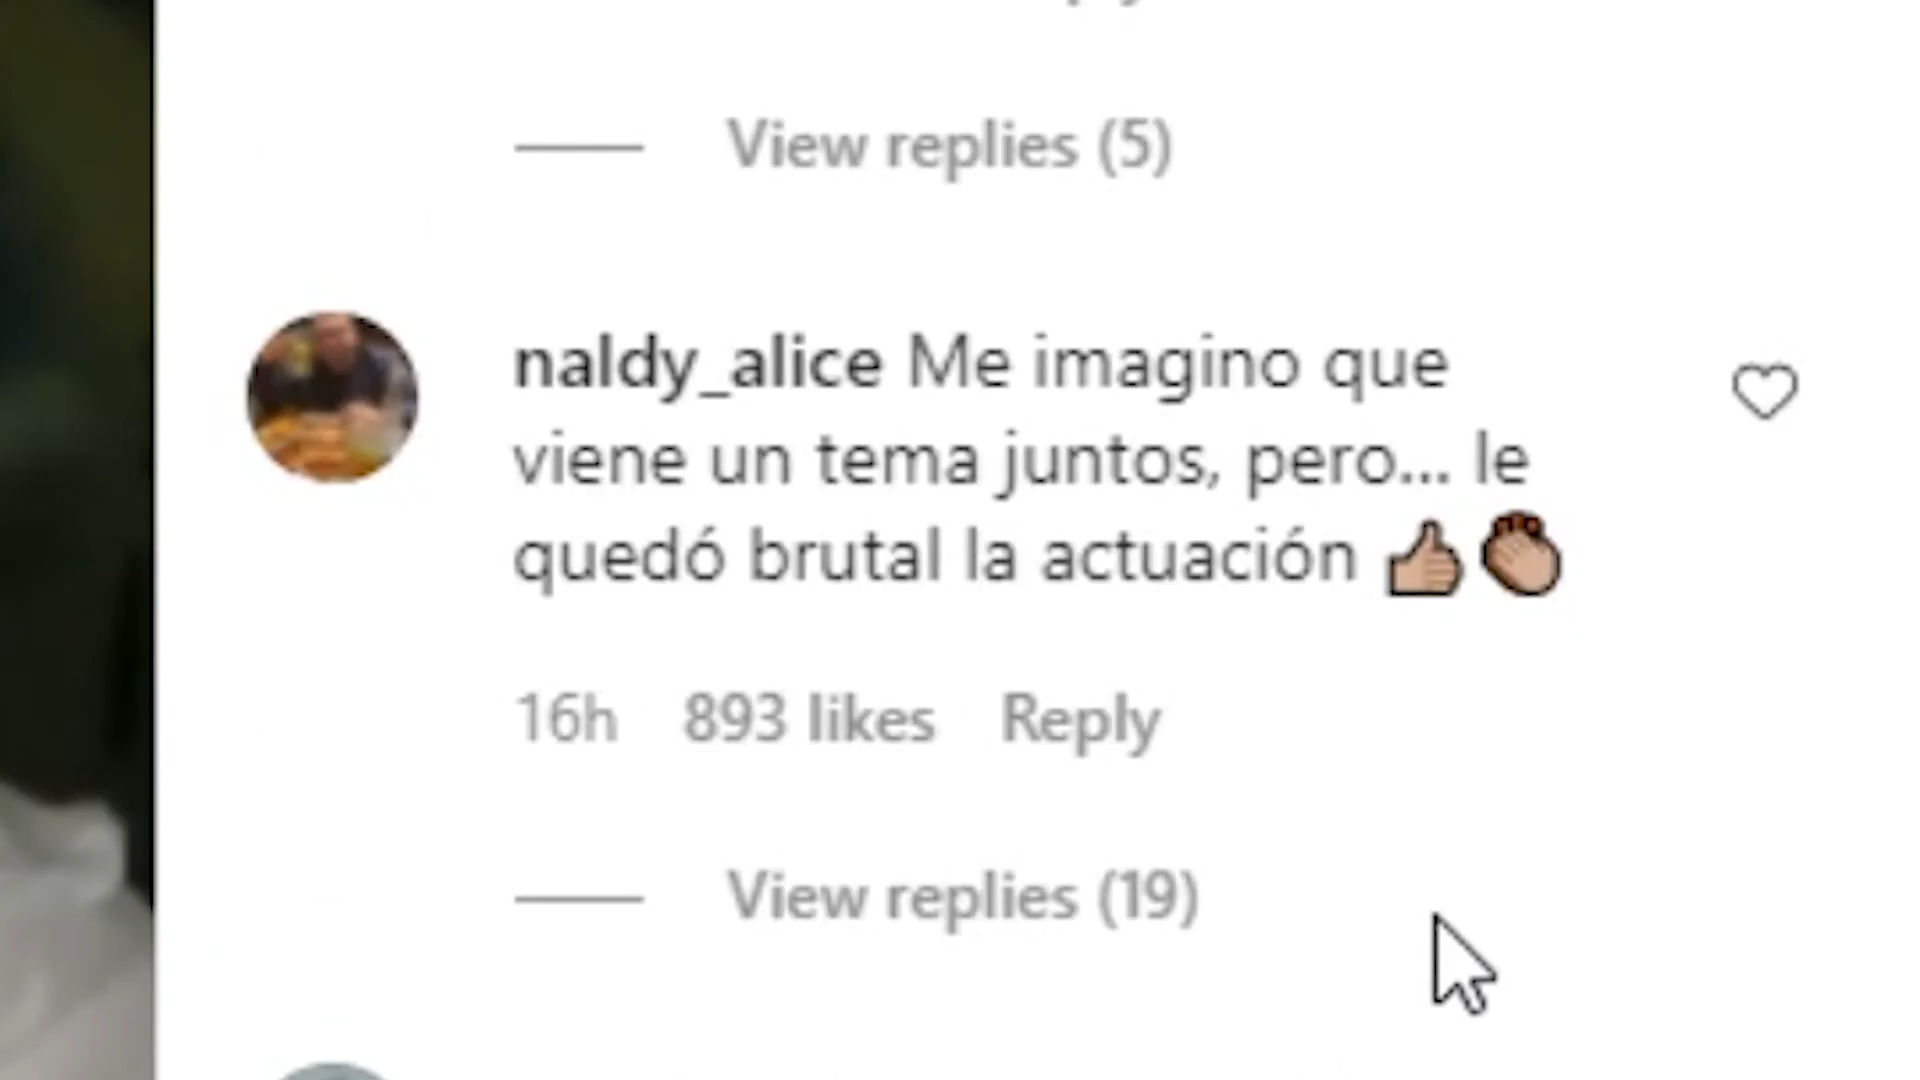 View replies (5)
naldy_alice Me imagino que
viene un tema juntos, pero... le
quedó brutal la actuación 👍🏼👏🏼
16h 893 likes Reply
View replies (19)